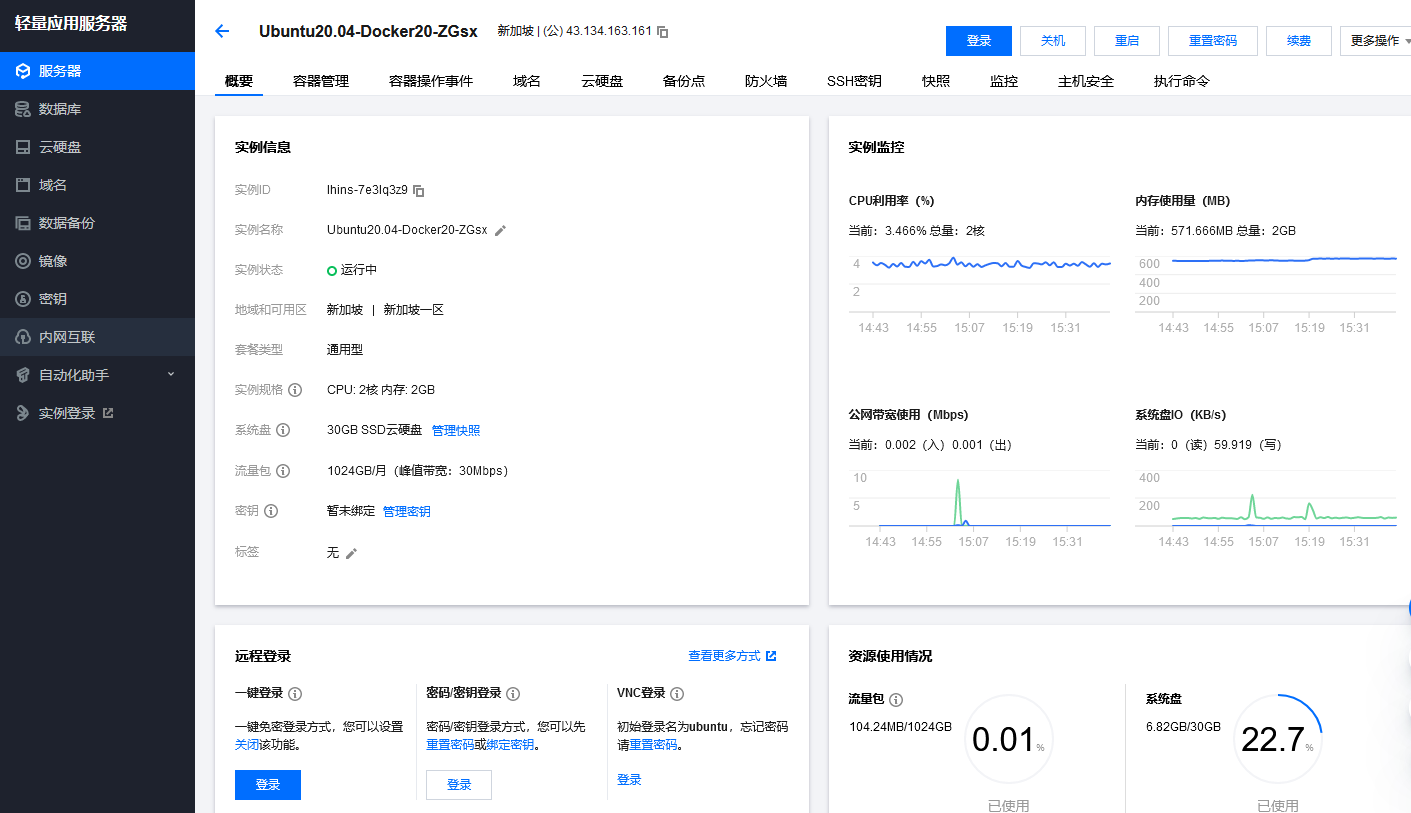 轻量应用服务器
服务器
数据库
云硬盘
域名
数据备份
镜像
密钥
内网互联
自动化助手
实例登录
Ubuntu20.04-Docker20-ZGsx 新加坡 | (公) 43.134.163.161
登录 关机 重启 重置密码 续费 更多操作
概要 容器管理 容器操作事件 域名 云硬盘 备份点 防火墙 SSH密钥 快照 监控 主机安全 执行命令
实例信息
实例ID lhins-7e3lq3z9
实例名称 Ubuntu20.04-Docker20-ZGsx
实例状态 运行中
地域和可用区 新加坡 | 新加坡一区
套餐类型 通用型
实例规格 CPU: 2核 内存: 2GB
系统盘 30GB SSD云硬盘 管理快照
流量包 1024GB/月（峰值带宽：30Mbps）
密钥 暂未绑定 管理密钥
标签 无
实例监控
CPU利用率（%）
当前：3.466% 总量：2核
4
2
14:43 14:55 15:07 15:19 15:31
内存使用量（MB）
当前：571.666MB 总量：2GB
600
400
200
14:43 14:55 15:07 15:19 15:31
公网带宽使用（Mbps）
当前：0.002（入）0.001（出）
10
5
14:43 14:55 15:07 15:19 15:31
系统盘IO（KB/s）
当前：0（读）59.919（写）
400
200
14:43 14:55 15:07 15:19 15:31
远程登录 查看更多方式
一键登录
一键免密登录方式，您可以设置
关闭该功能。
登录
密码/密钥登录
密码/密钥登录方式，您可以先
重置密码或绑定密钥。
登录
VNC登录
初始登录名为ubuntu，忘记密码
请重置密码。
登录
资源使用情况
流量包
104.24MB/1024GB
0.01%
已使用
系统盘
6.82GB/30GB
22.7%
已使用